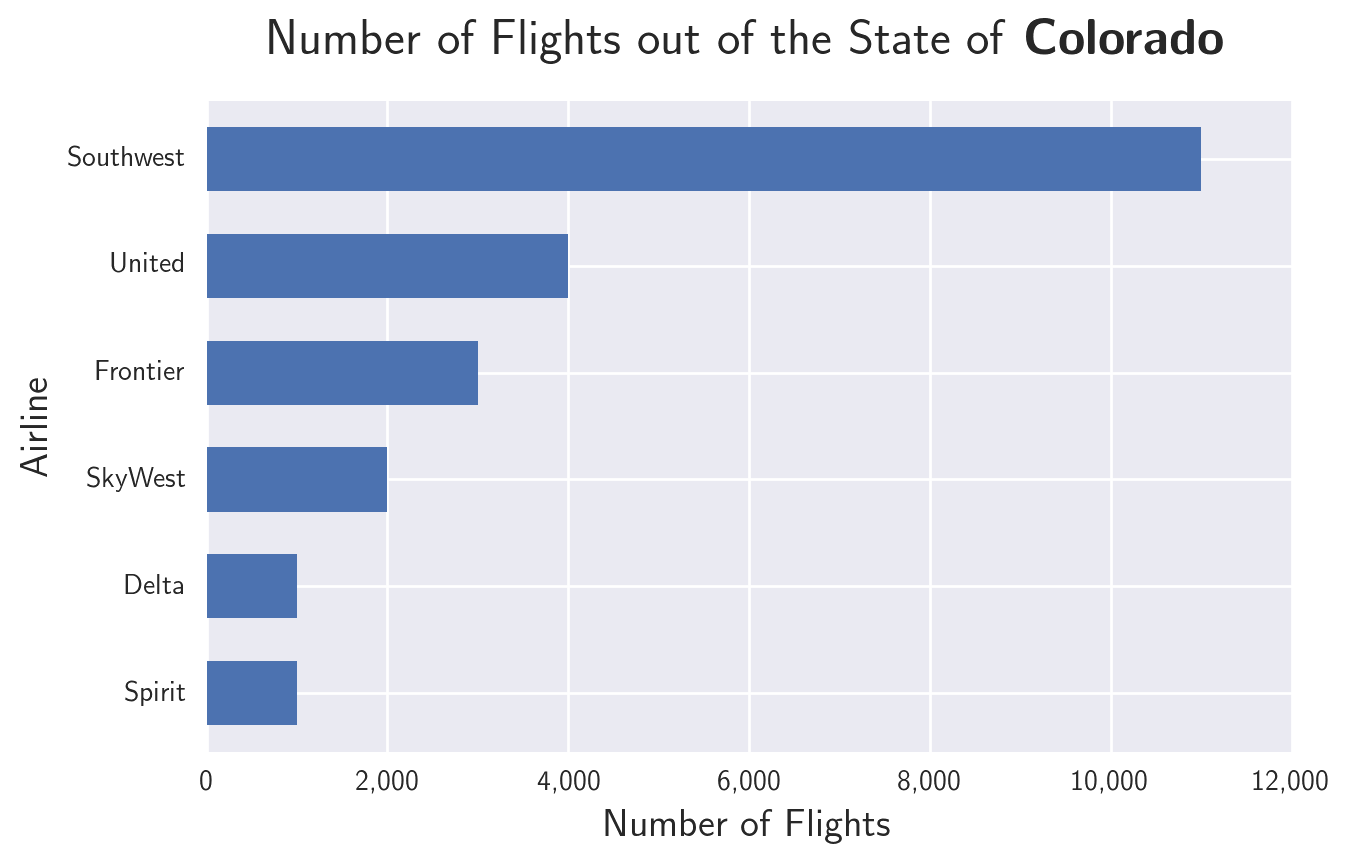 Number of Flights out of the State of Colorado
Southwest
United
Frontier
SkyWest
Delta
Spirit
Airline
0 2,000 4,000 6,000 8,000 10,000 12,000
Number of Flights